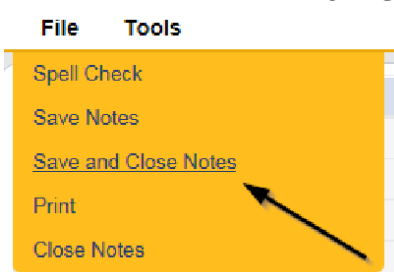 File Tools
Spell Check
Save Notes
Save and Close Notes
Print
Close Notes